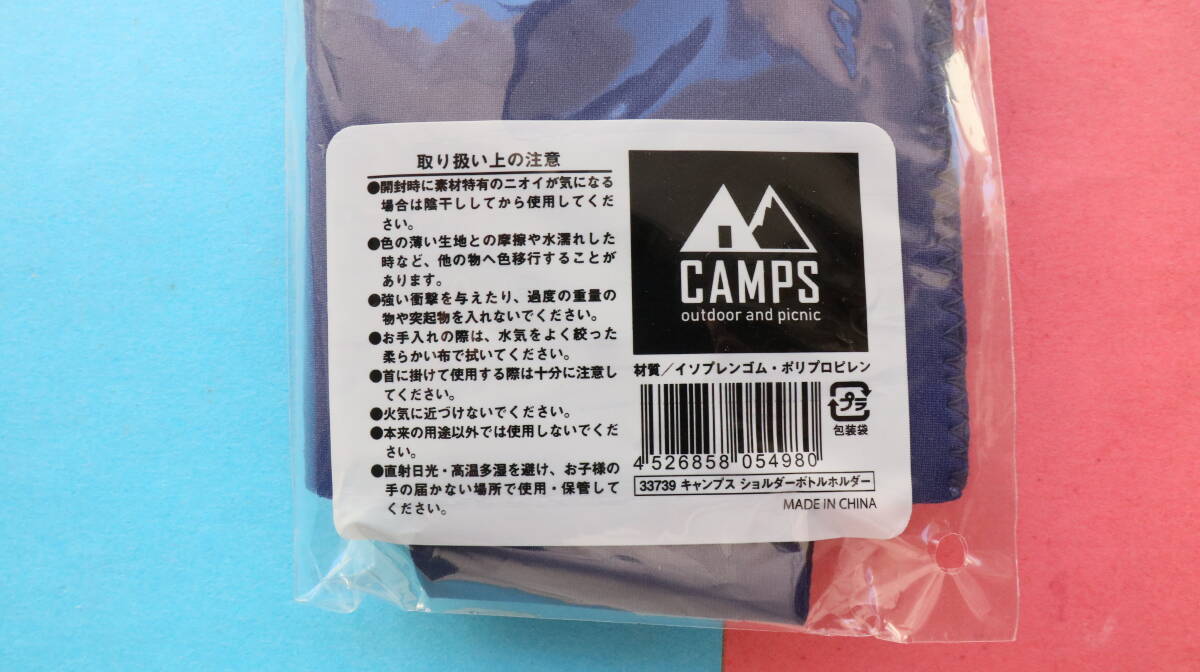 取り扱い上の注意
●開封時に素材特有のニオイが気になる
場合は陰干ししてから使用してくだ
さい。
●色の薄い生地との摩擦や水濡れした
時など、他の物へ色移行することが
あります。
●強い衝撃を与えたり、過度の重量の
物や突起物を入れないでください。
●お手入れの際は、水気をよく絞った
柔らかい布で拭いてください。
●首に掛けて使用する際は十分に注意し
てください。
●火気に近づけないでください。
●本来の用途以外では使用しないでくだ
さい。
●直射日光・高温多湿を避け、お子様の
手の届かない場所で使用・保管して
ください。
CAMPS
outdoor and picnic
材質／イソプレンゴム・ポリプロピレン
プラ
包装袋
4 526858 054980
33739 キャンプス ショルダーボトルホルダー
MADE IN CHINA